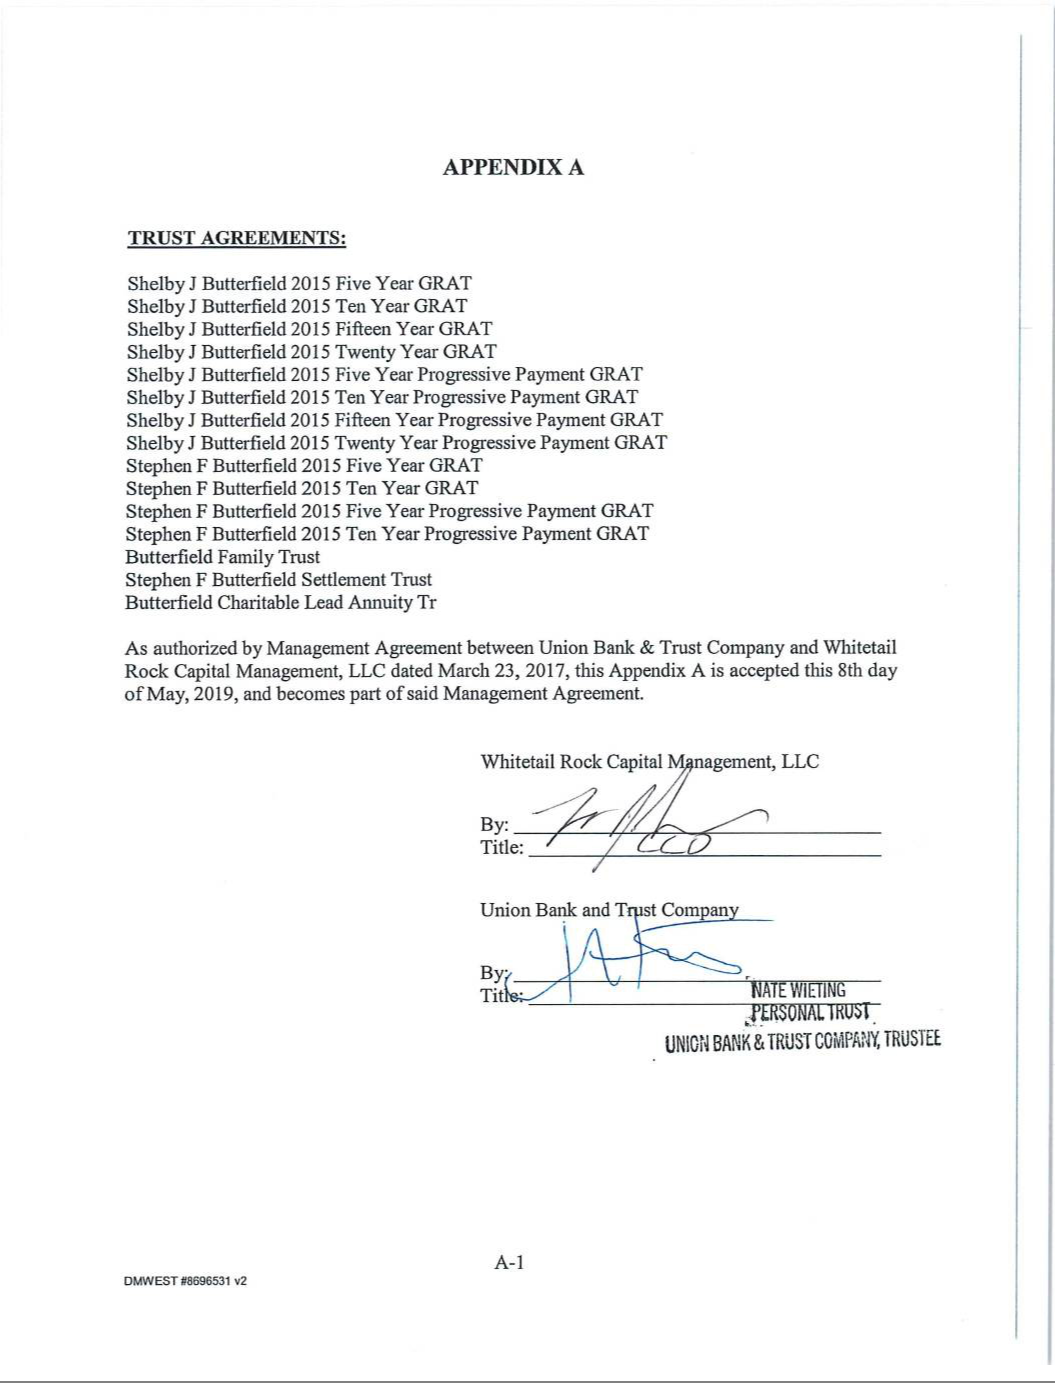 APPENDIX A
TRUST AGREEMENTS:
Shelby J Butterfield 2015 Five Year GRAT
Shelby J Butterfield 2015 Ten Year GRAT
Shelby J Butterfield 2015 Fifteen Year GRAT
Shelby J Butterfield 2015 Twenty Year GRAT
Shelby J Butterfield 2015 Five Year Progressive Payment GRAT
Shelby J Butterfield 2015 Ten Year Progressive Payment GRAT
Shelby J Butterfield 2015 Fifteen Year Progressive Payment GRAT
Shelby J Butterfield 2015 Twenty Year Progressive Payment GRAT
Stephen F Butterfield 2015 Five Year GRAT
Stephen F Butterfield 2015 Ten Year GRAT
Stephen F Butterfield 2015 Five Year Progressive Payment GRAT
Stephen F Butterfield 2015 Ten Year Progressive Payment GRAT
Butterfield Family Trust
Stephen F Butterfield Settlement Trust
Butterfield Charitable Lead Annuity Tr
As authorized by Management Agreement between Union Bank & Trust Company and Whitetail
Rock Capital Management, LLC dated March 23, 2017, this Appendix A is accepted this 8th day
of May, 2019, and becomes part of said Management Agreement.
Whitetail Rock Capital Management, LLC
By:
Title: CCO
Union Bank and Trust Company
By:
Title:
NATE WIETING
PERSONAL TRUST
UNION BANK & TRUST COMPANY, TRUSTEE
A-1
DMWEST #8696531 v2